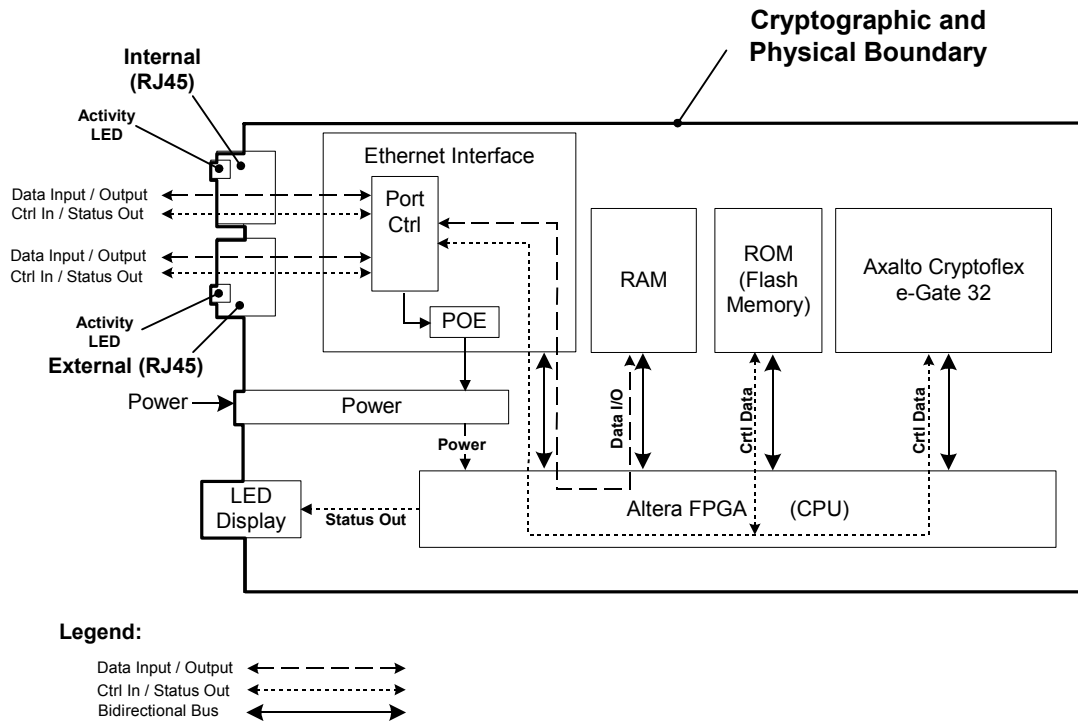 Cryptographic and
Physical Boundary
Internal
(RJ45)
Activity
LED
Ethernet Interface
Data Input / Output
Ctrl In / Status Out
Port
Ctrl
Data Input / Output
Ctrl In / Status Out
RAM
ROM
(Flash
Memory)
Axalto Cryptoflex
e-Gate 32
Activity
LED
External (RJ45)
POE
Power
Power
Power
Data I/O
Crtl Data
Crtl Data
LED
Display
Status Out
Altera FPGA (CPU)
Legend:
Data Input / Output
Ctrl In / Status Out
Bidirectional Bus